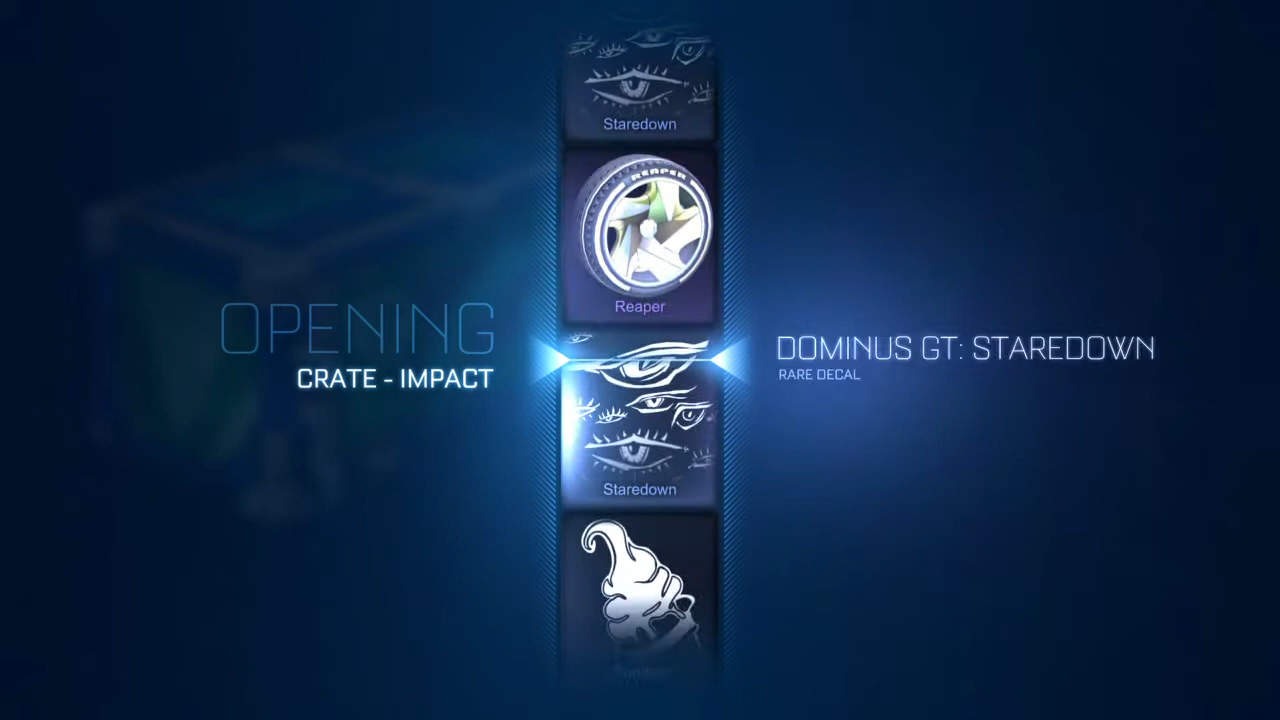 Staredown
REAPER
Reaper
OPENING
CRATE - IMPACT
DOMINUS GT: STAREDOWN
RARE DECAL
Staredown